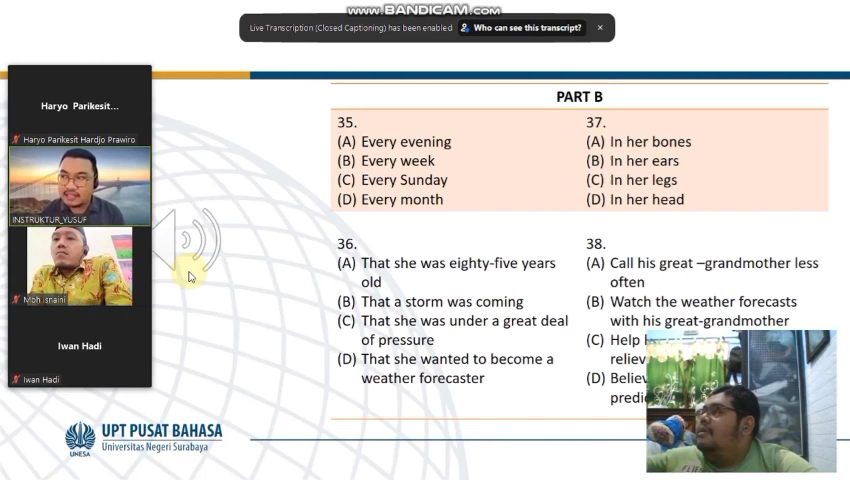 www.BANDICAM.com
Live Transcription (Closed Captioning) has been enabled
Who can see this transcript?
Haryo Parikesit...
Haryo Parikesit Hardjo Prawiro
INSTRUKTUR_YUSUF
Moh Isnaini
Iwan Hadi
Iwan Hadi
PART B
35.
(A) Every evening
(B) Every week
(C) Every Sunday
(D) Every month
36.
(A) That she was eighty-five years
old
(B) That a storm was coming
(C) That she was under a great deal
of pressure
(D) That she wanted to become a
weather forecaster
37.
(A) In her bones
(B) In her ears
(C) In her legs
(D) In her head
38.
(A) Call his great –grandmother less
often
(B) Watch the weather forecasts
with his great-grandmother
(C) Help
(D)
UNESA
UPT PUSAT BAHASA
Universitas Negeri Surabaya